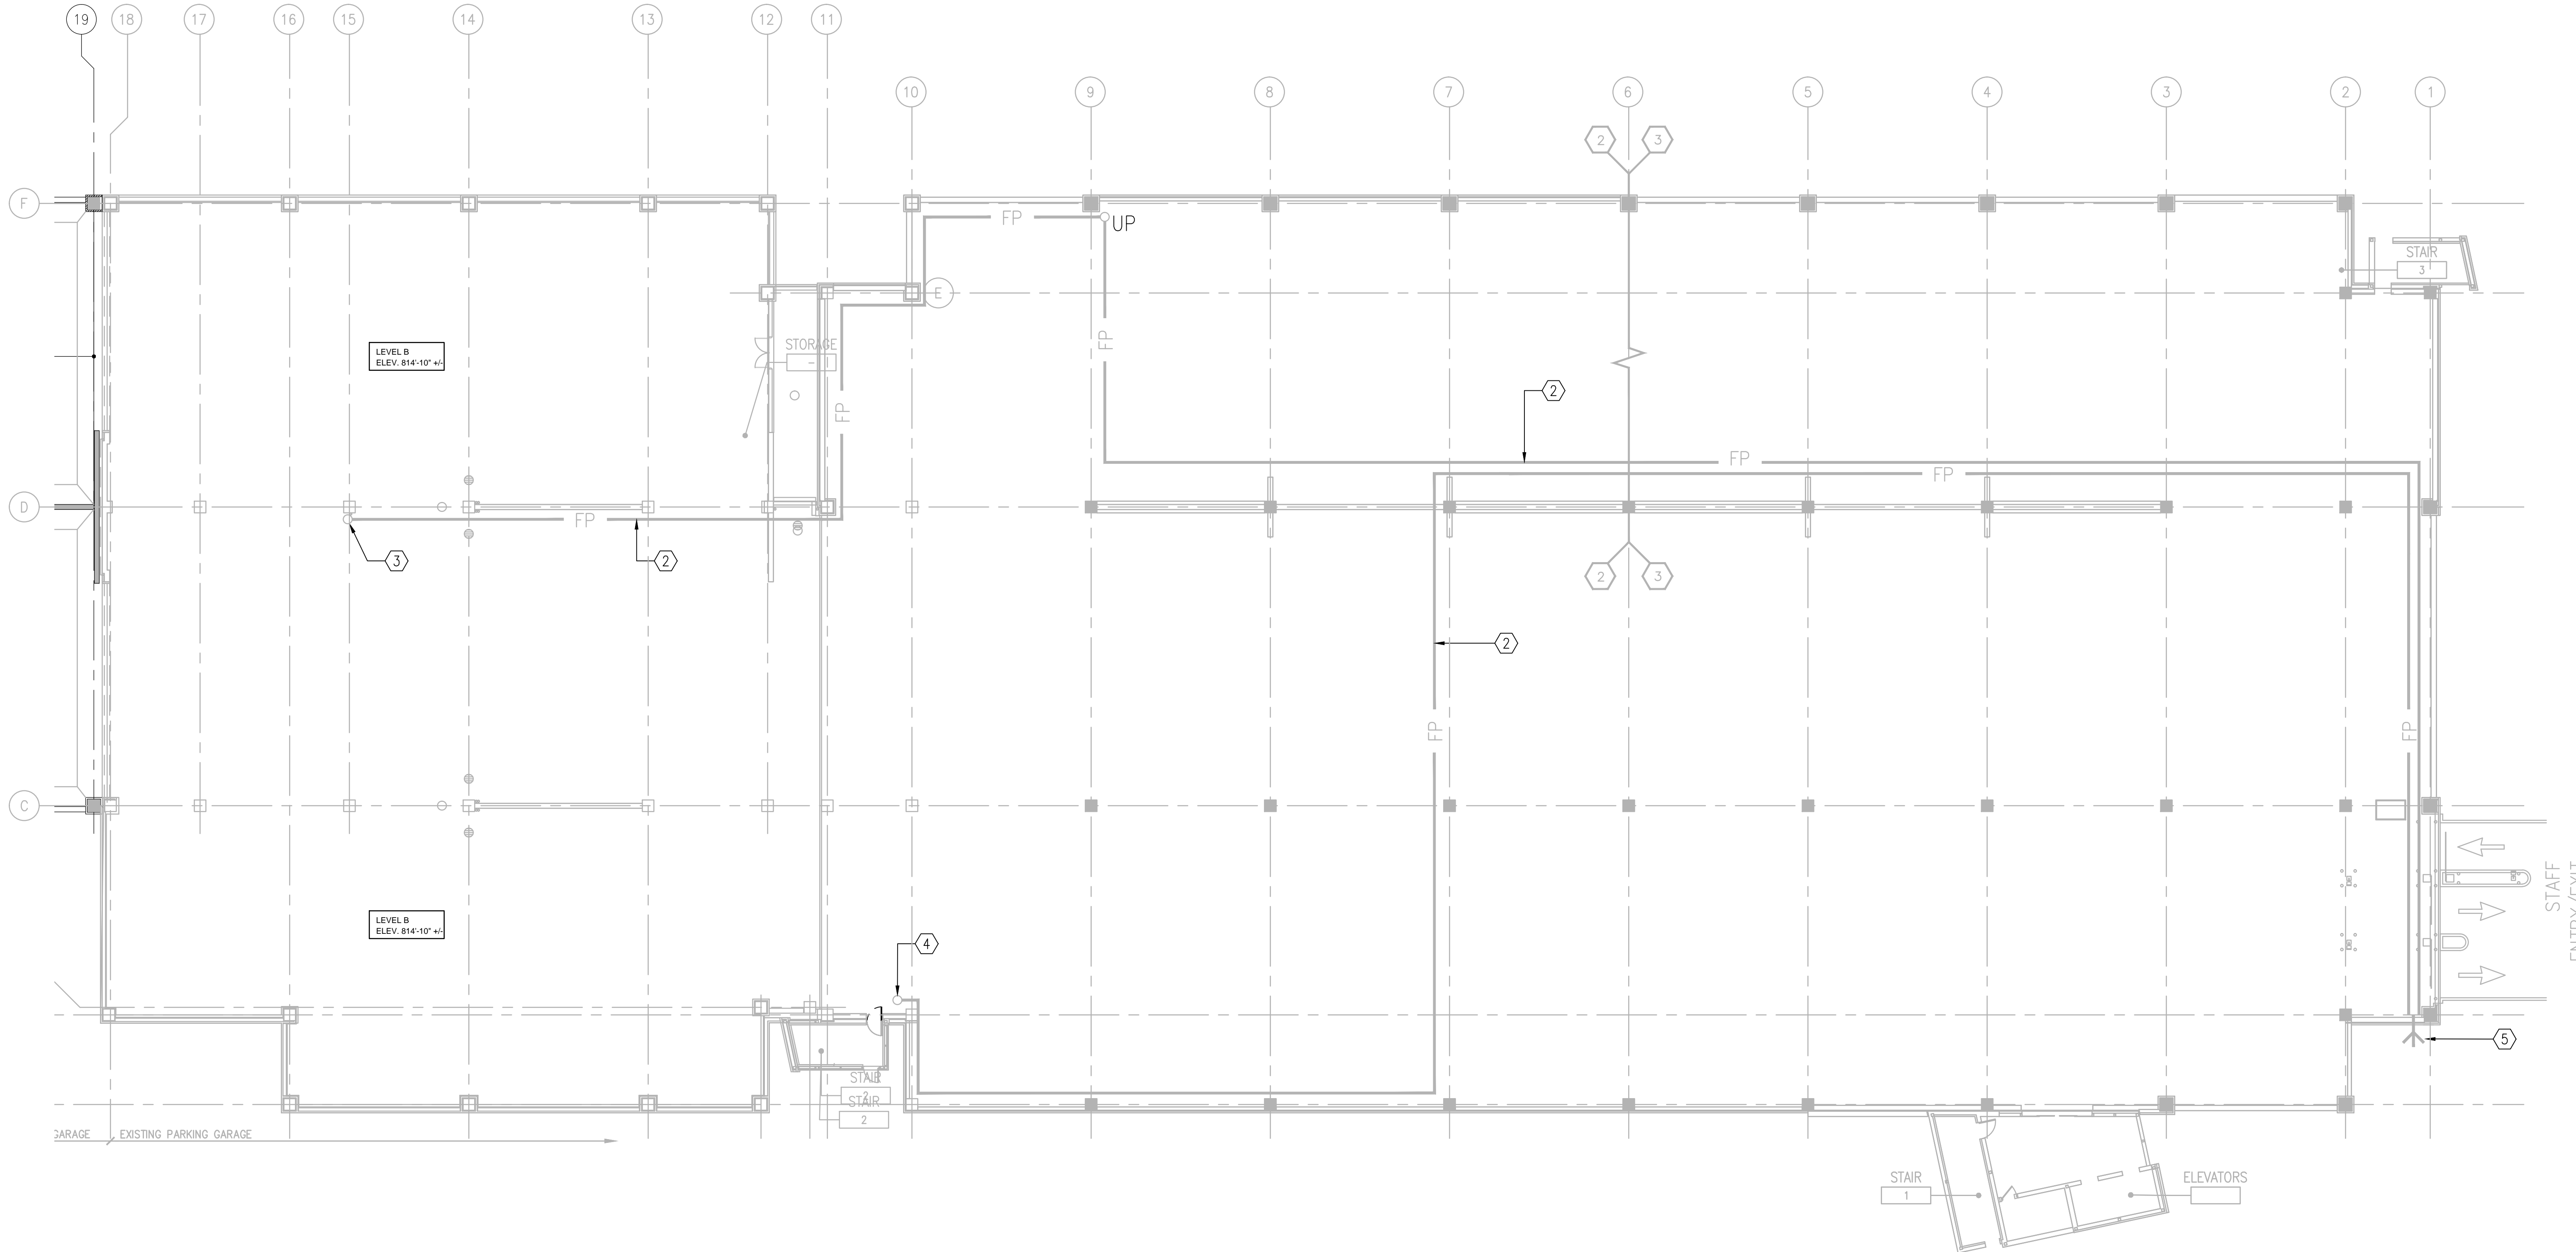 19
18
17
16
15
14
13
12
11
10
9
8
7
6
5
4
3
2
1
2
3
F
FP
UP
STAIR
3
E
FP
STORAGE
-
LEVEL B
ELEV. 814'-10" +/-
2
FP
FP
FP
D
FP
3
2
2
3
2
FP
FP
C
STAFF
ENTRY/EXIT
LEVEL B
ELEV. 814'-10" +/-
4
5
STAIR
2
STAIR
2
GARAGE
EXISTING PARKING GARAGE
STAIR
1
ELEVATORS